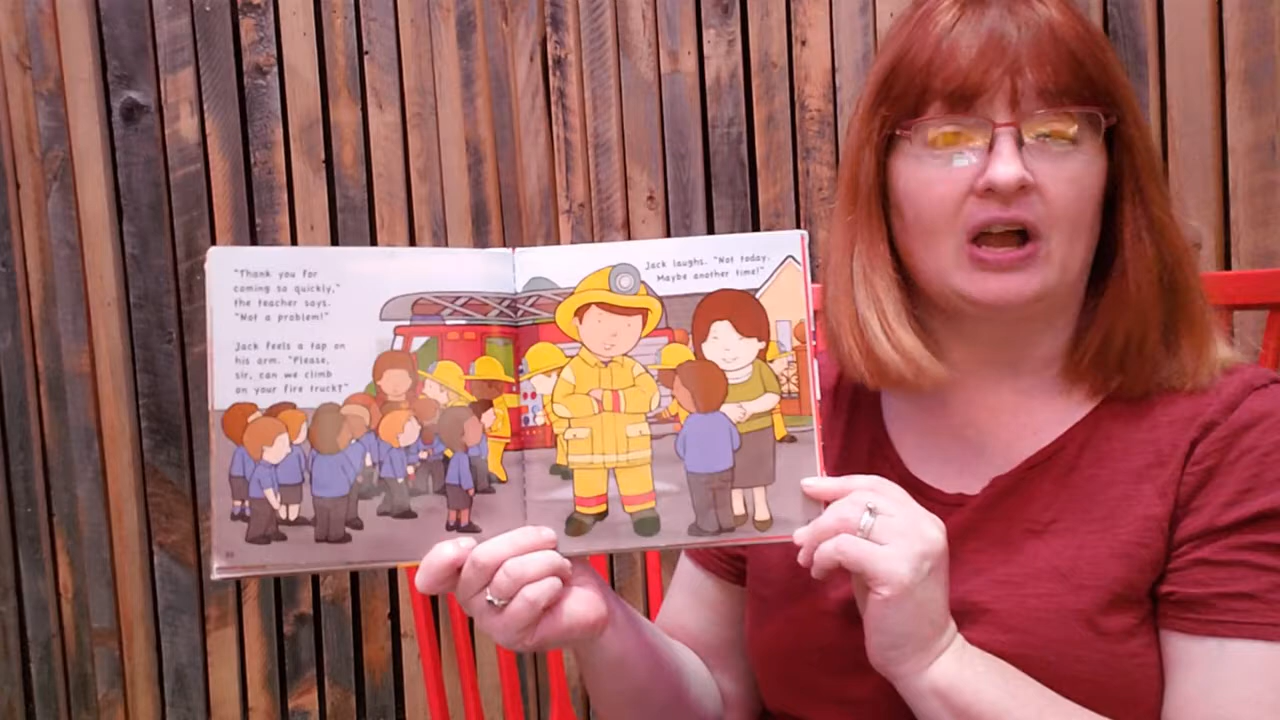 "Thank you for
coming so quickly,"
the teacher says.
"Not a problem!"
Jack feels a tap on
his arm. "Please,
sir, can we climb
on your fire truck?"
Jack laughs. "Not today.
Maybe another time!"